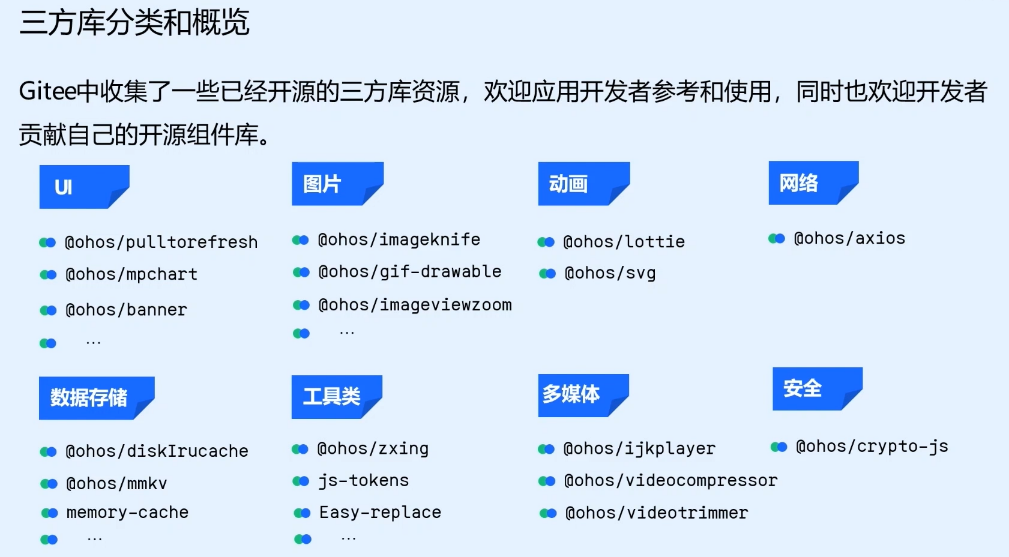 三方库分类和概览
Gitee中收集了一些已经开源的三方库资源，欢迎应用开发者参考和使用，同时也欢迎开发者
贡献自己的开源组件库。
UI
@ohos/pulltorefresh
@ohos/mpchart
@ohos/banner
...
图片
@ohos/imageknife
@ohos/gif-drawable
@ohos/imageviewzoom
...
动画
@ohos/lottie
@ohos/svg
网络
@ohos/axios
数据存储
@ohos/diskIrucache
@ohos/mmkv
memory-cache
...
工具类
@ohos/zxing
js-tokens
Easy-replace
...
多媒体
@ohos/ijkplayer
@ohos/videocompressor
@ohos/videotrimmer
安全
@ohos/crypto-js